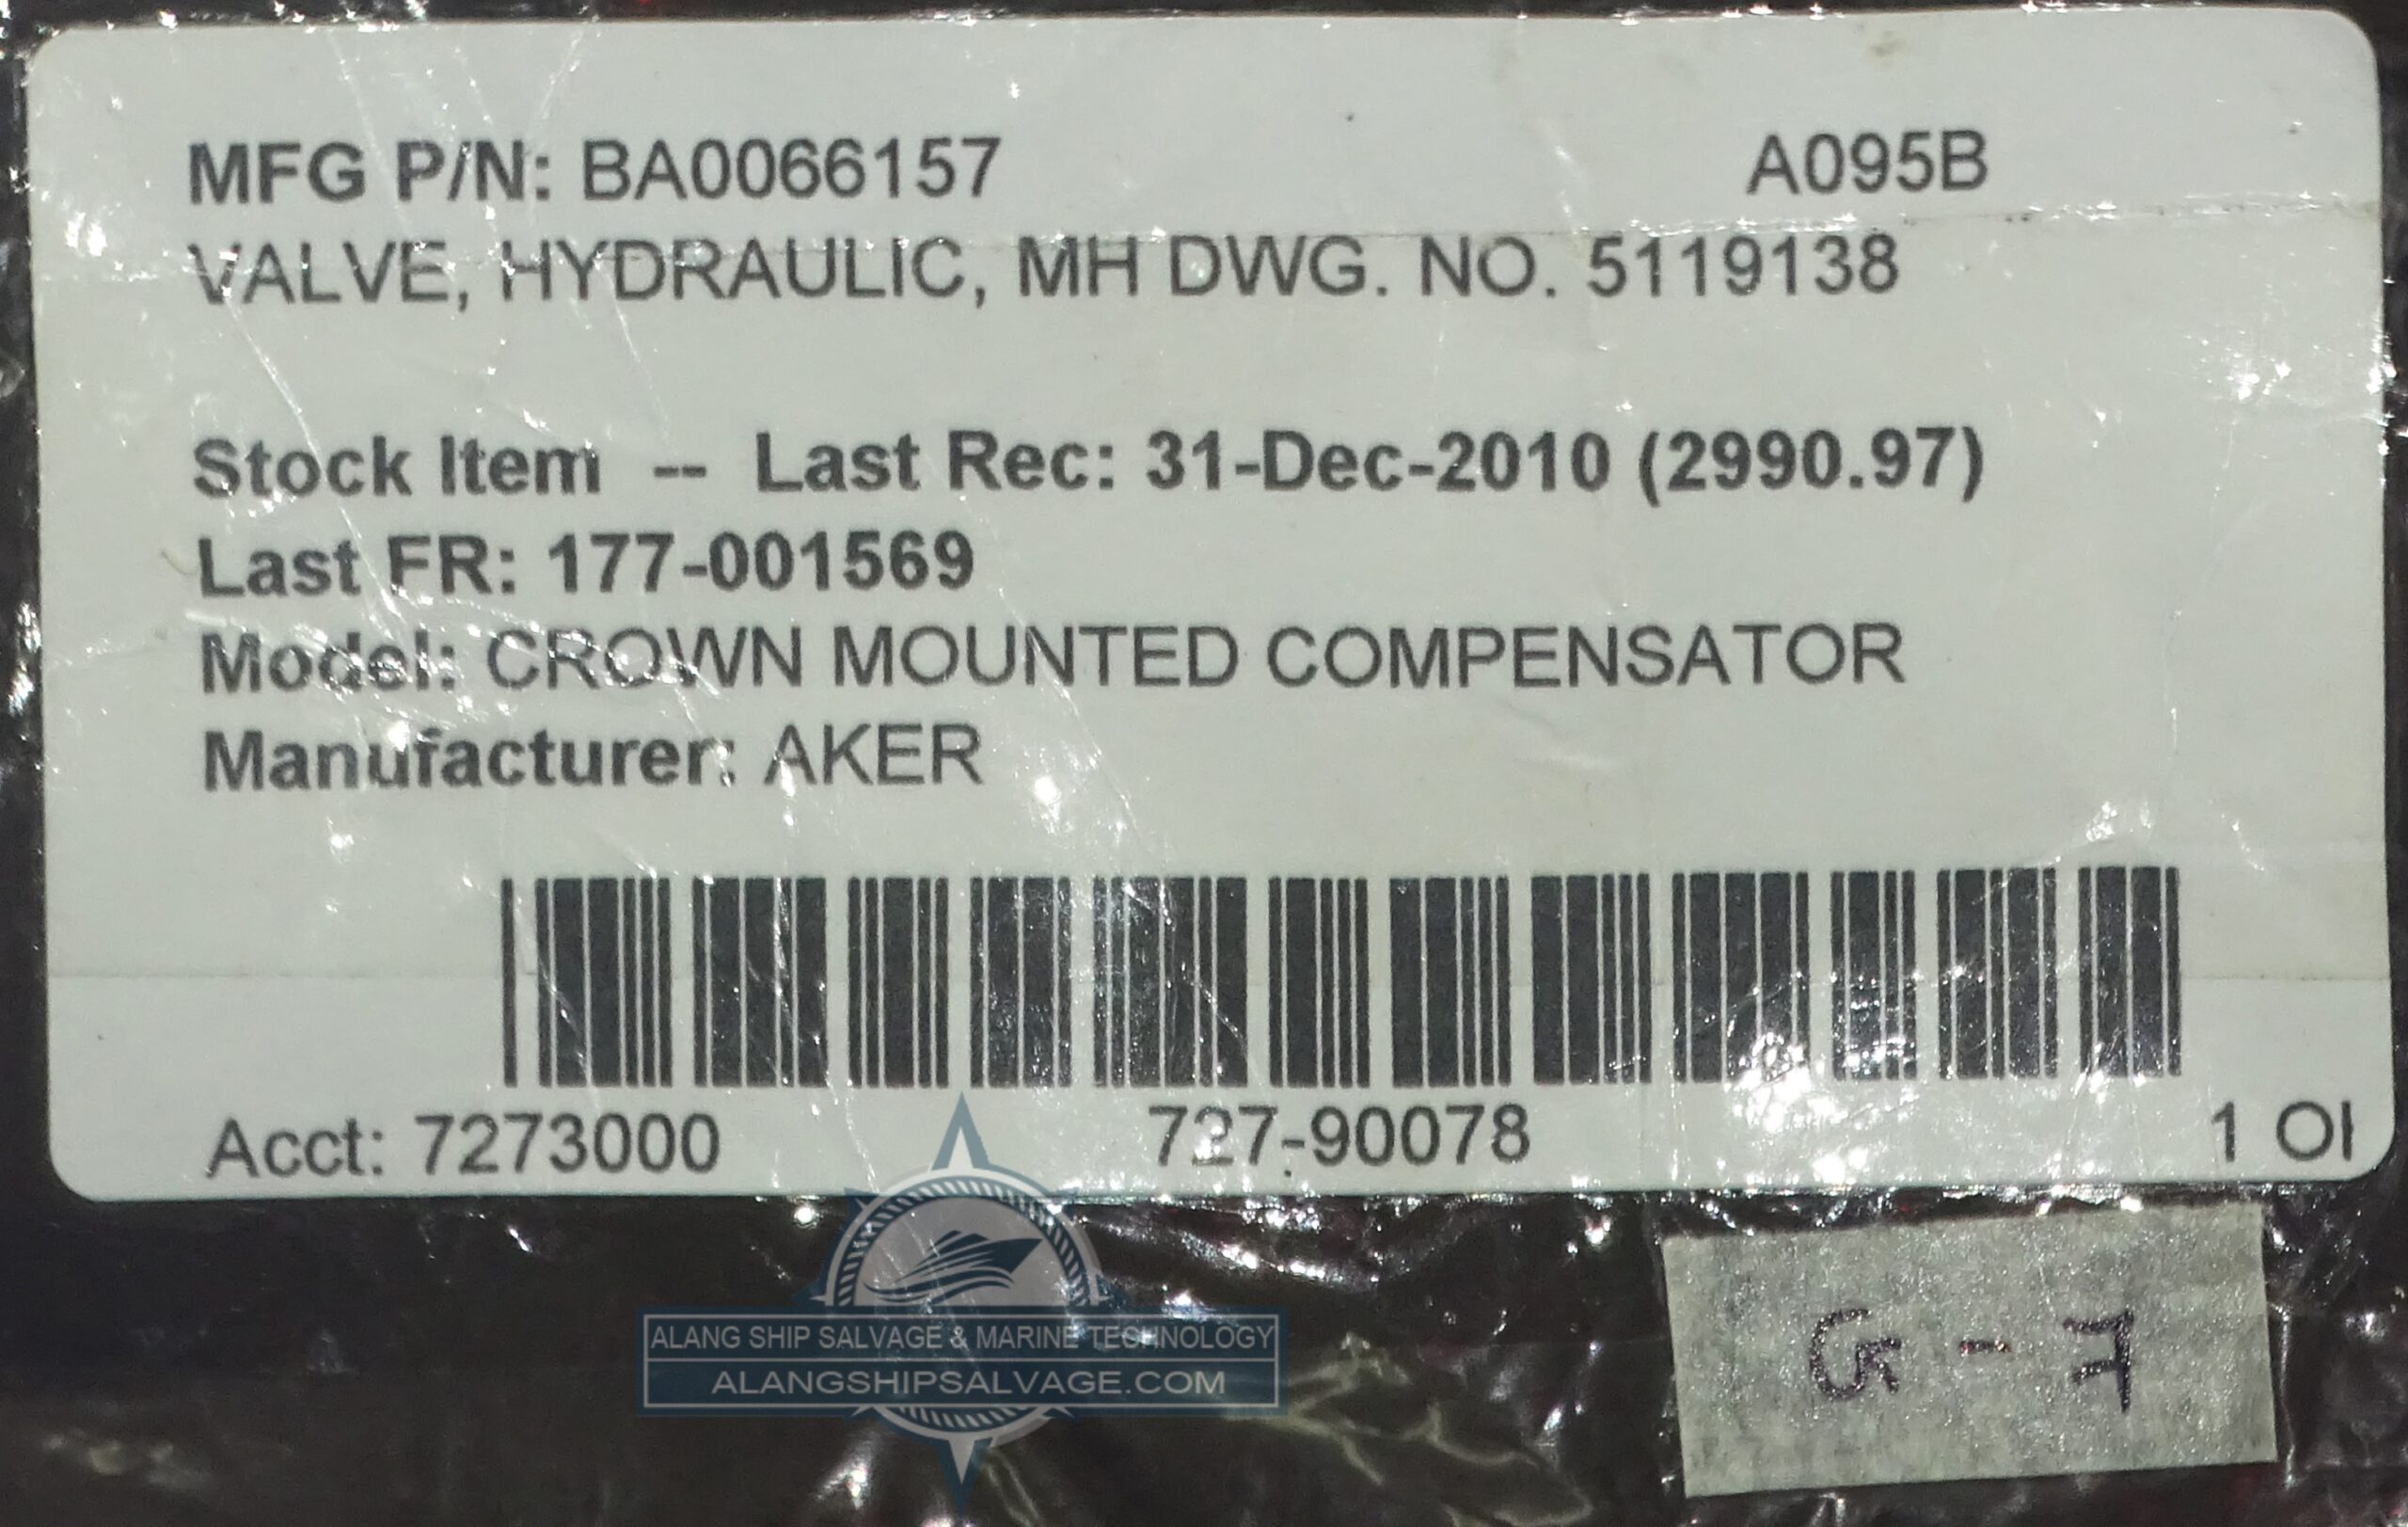 MFG P/N: BA0066157 A095B
VALVE, HYDRAULIC, MH DWG. NO. 5119138
Stock Item -- Last Rec: 31-Dec-2010 (2990.97)
Last FR: 177-001569
Model: CROWN MOUNTED COMPENSATOR
Manufacturer: AKER
Acct: 7273000 727-90078 1 OI
ALANG SHIP SALVAGE & MARINE TECHNOLOGY
ALANGSHIPSALVAGE.COM